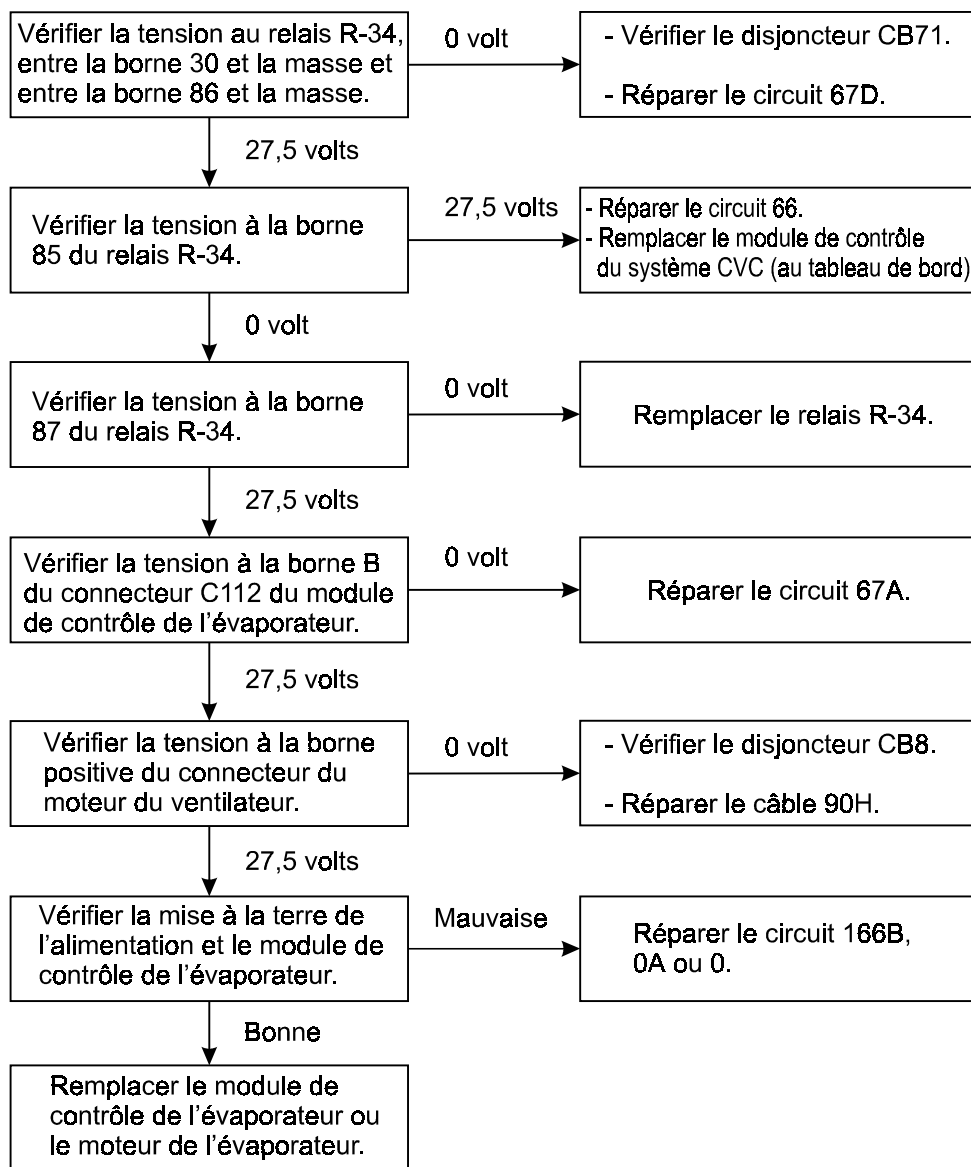 Vérifier la tension au relais R-34,
entre la borne 30 et la masse et
entre la borne 86 et la masse.
0 volt
- Vérifier le disjoncteur CB71.
- Réparer le circuit 67D.
27,5 volts
Vérifier la tension à la borne
85 du relais R-34.
27,5 volts
- Réparer le circuit 66.
- Remplacer le module de contrôle
du système CVC (au tableau de bord)
0 volt
Vérifier la tension à la borne
87 du relais R-34.
0 volt
Remplacer le relais R-34.
27,5 volts
Vérifier la tension à la borne B
du connecteur C112 du module
de contrôle de l'évaporateur.
0 volt
Réparer le circuit 67A.
27,5 volts
Vérifier la tension à la borne
positive du connecteur du
moteur du ventilateur.
0 volt
- Vérifier le disjoncteur CB8.
- Réparer le câble 90H.
27,5 volts
Vérifier la mise à la terre de
l'alimentation et le module de
contrôle de l'évaporateur.
Mauvaise
Réparer le circuit 166B,
0A ou 0.
Bonne
Remplacer le module de
contrôle de l'évaporateur ou
le moteur de l'évaporateur.